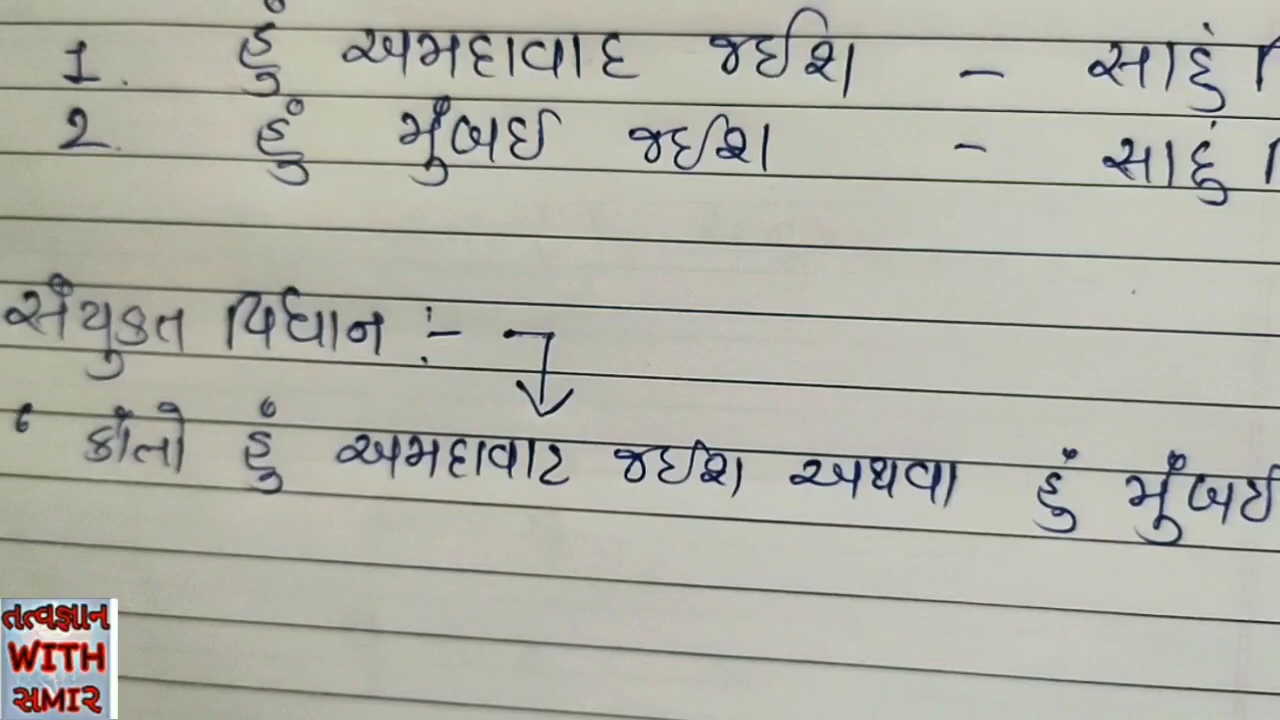 1. હું અમદાવાદ જઈશ - સાદું
2. હું મુંબઈ જઈશ - સાદું
સંયુક્ત વિધાન :-
કાંતો હું અમદાવાદ જઈશ અથવા હું મુંબઈ
તત્વજ્ઞાન
WITH
સમીર